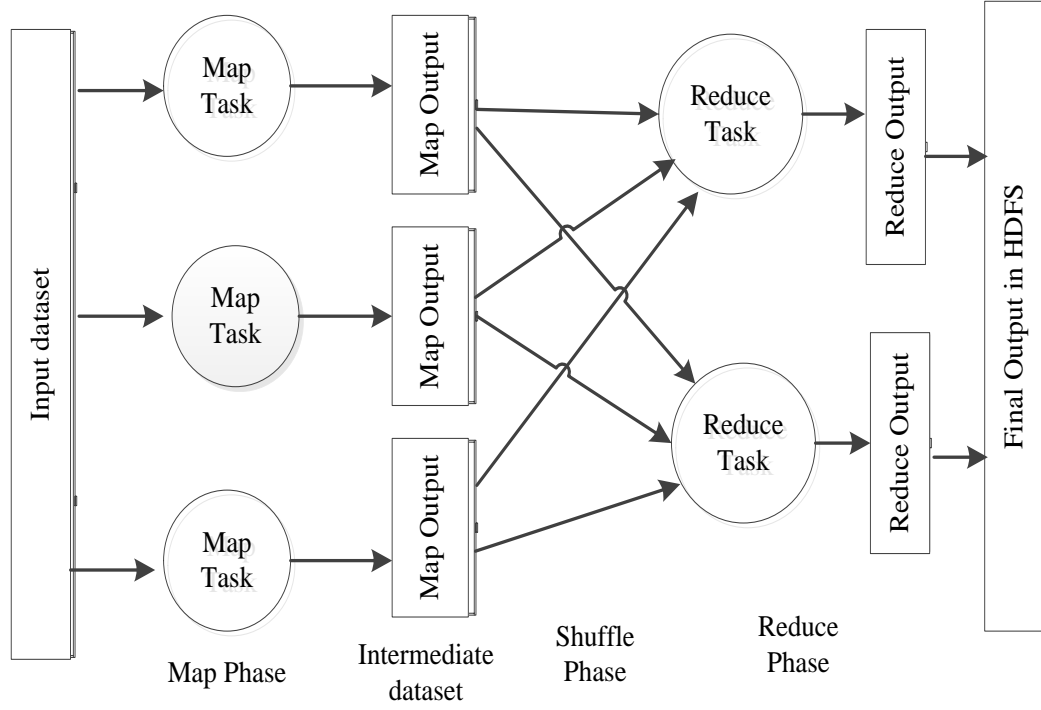 Input dataset
Map
Task
Map
Task
Map
Task
Map Phase
Map Output
Map Output
Map Output
Intermediate
dataset
Shuffle
Phase
Reduce
Task
Reduce
Task
Reduce
Phase
Reduce Output
Reduce Output
Final Output in HDFS